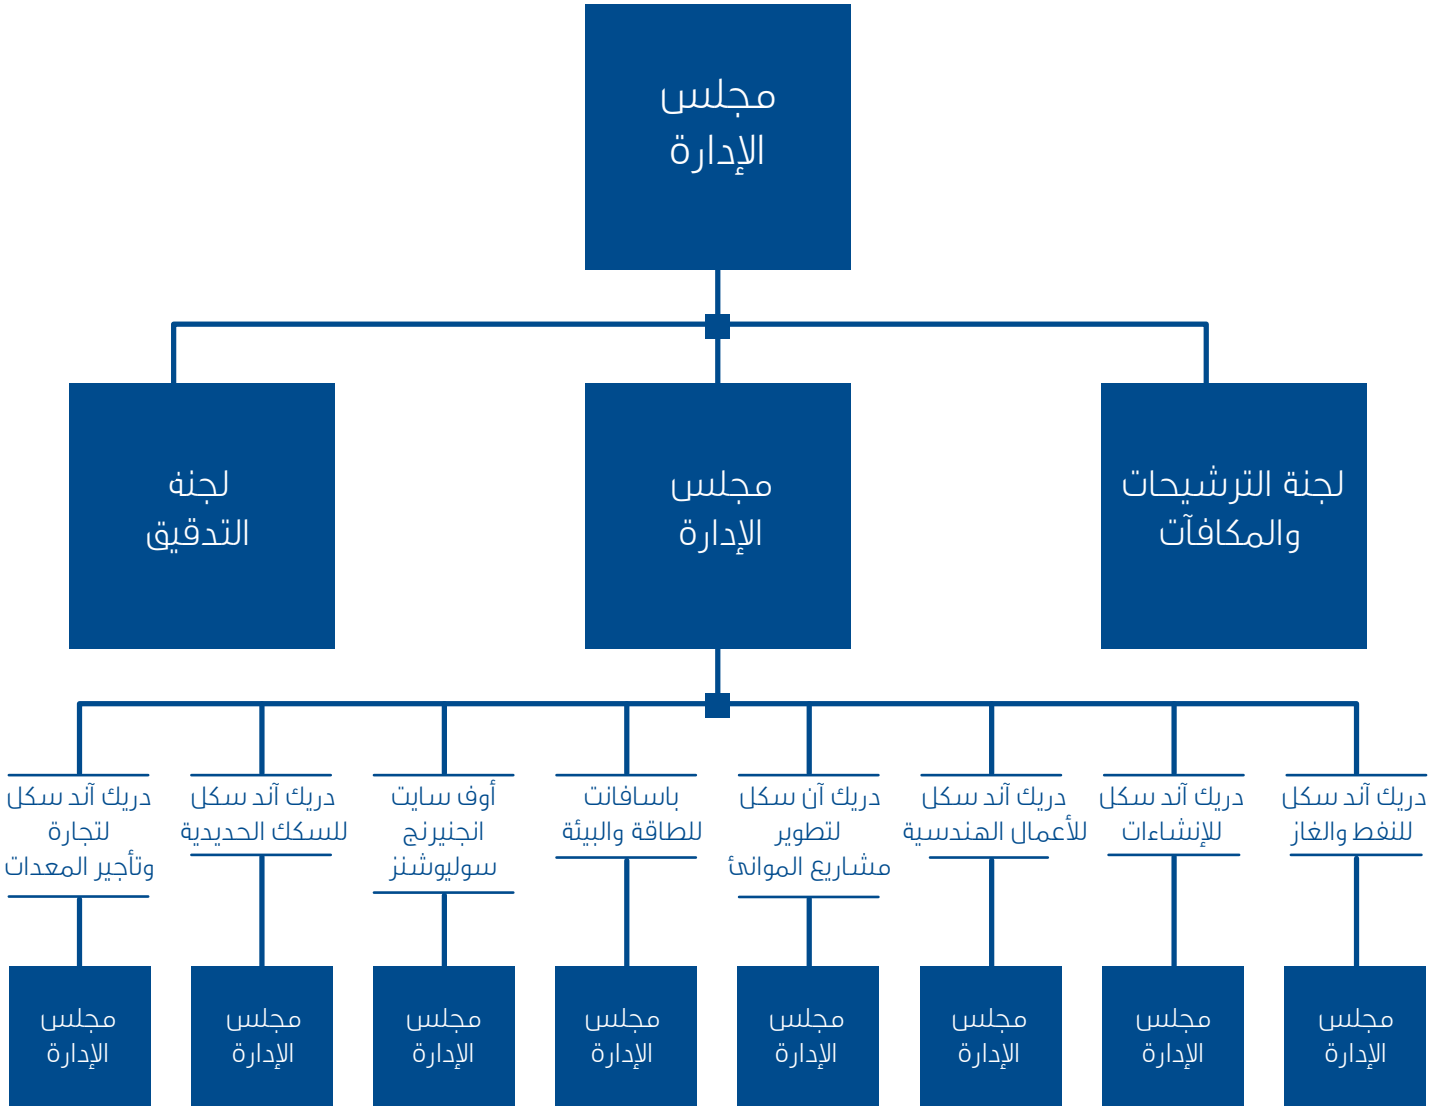 مجلس
الإدارة
لجنة الترشيحات
والمكافآت
مجلس
الإدارة
لجنة
التدقيق
دريك آند سكل
للنفط والغاز
دريك آند سكل
للإنشاءات
دريك آند سكل
للأعمال الهندسية
دريك آن سكل
لتطوير
مشاريع الموانئ
باسافانت
للطاقة والبيئة
أوف سايت
انجنيرنج
سوليوشنز
دريك آند سكل
للسكك الحديدية
دريك آند سكل
لتجارة
وتأجير المعدات
مجلس
الإدارة
مجلس
الإدارة
مجلس
الإدارة
مجلس
الإدارة
مجلس
الإدارة
مجلس
الإدارة
مجلس
الإدارة
مجلس
الإدارة